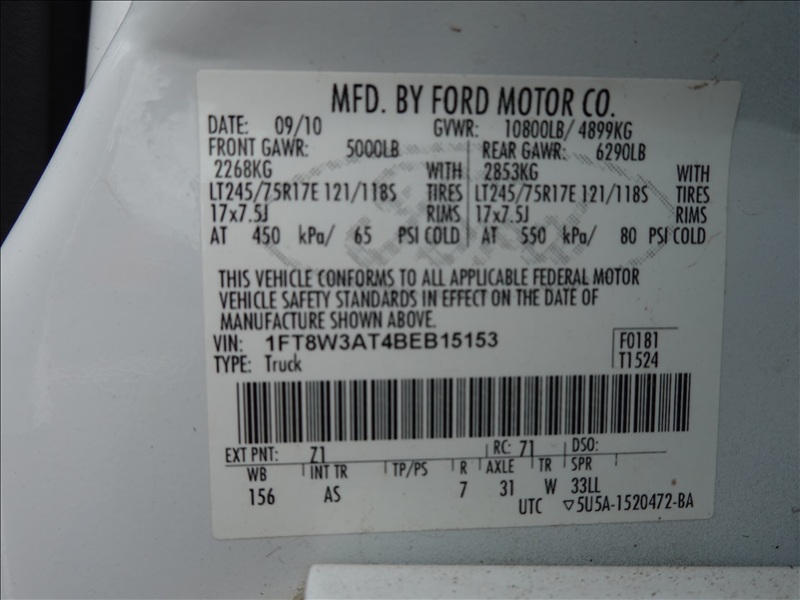 MFD. BY FORD MOTOR CO.
DATE: 09/10 GVWR: 10800LB/ 4899KG
FRONT GAWR: 5000LB REAR GAWR: 6290LB
2268KG WITH 2853KG WITH
LT245/75R17E 121/118S TIRES LT245/75R17E 121/118S TIRES
17x7.5J RIMS 17x7.5J RIMS
AT 450 kPa/ 65 PSI COLD AT 550 kPa/ 80 PSI COLD
THIS VEHICLE CONFORMS TO ALL APPLICABLE FEDERAL MOTOR
VEHICLE SAFETY STANDARDS IN EFFECT ON THE DATE OF
MANUFACTURE SHOWN ABOVE.
VIN: 1FT8W3AT4BEB15153 F0181
TYPE: Truck T1524
EXT PNT: Z1 RC: 71 DSO:
WB INT TR TP/PS R AXLE TR SPR
156 AS 7 31 W 33LL
UTC ▽5U5A-1520472-BA